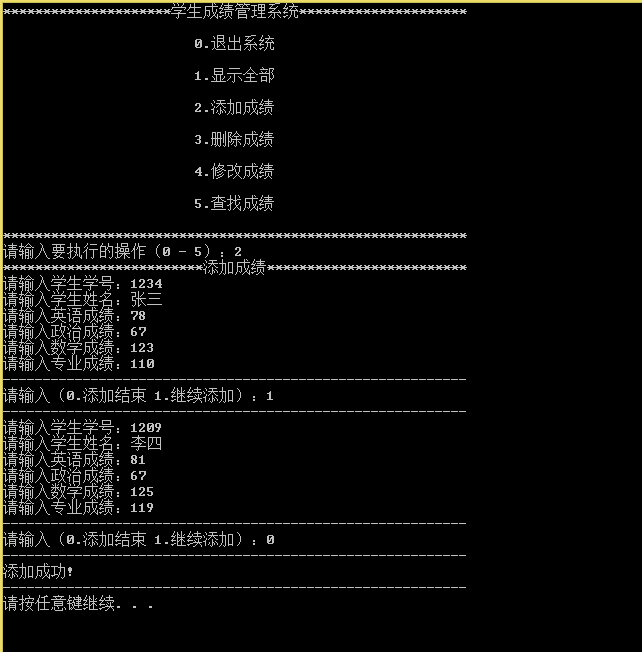 *********************学生成绩管理系统*********************
0.退出系统
1.显示全部
2.添加成绩
3.删除成绩
4.修改成绩
5.查找成绩
**********************************************************
请输入要执行的操作（0 - 5）：2
*************************添加成绩*************************
请输入学生学号：1234
请输入学生姓名：张三
请输入英语成绩：78
请输入政治成绩：67
请输入数学成绩：123
请输入专业成绩：110
----------------------------------------------------------
请输入（0.添加结束 1.继续添加）：1
----------------------------------------------------------
请输入学生学号：1209
请输入学生姓名：李四
请输入英语成绩：81
请输入政治成绩：67
请输入数学成绩：125
请输入专业成绩：119
----------------------------------------------------------
请输入（0.添加结束 1.继续添加）：0
----------------------------------------------------------
添加成功!
----------------------------------------------------------
请按任意键继续. . .